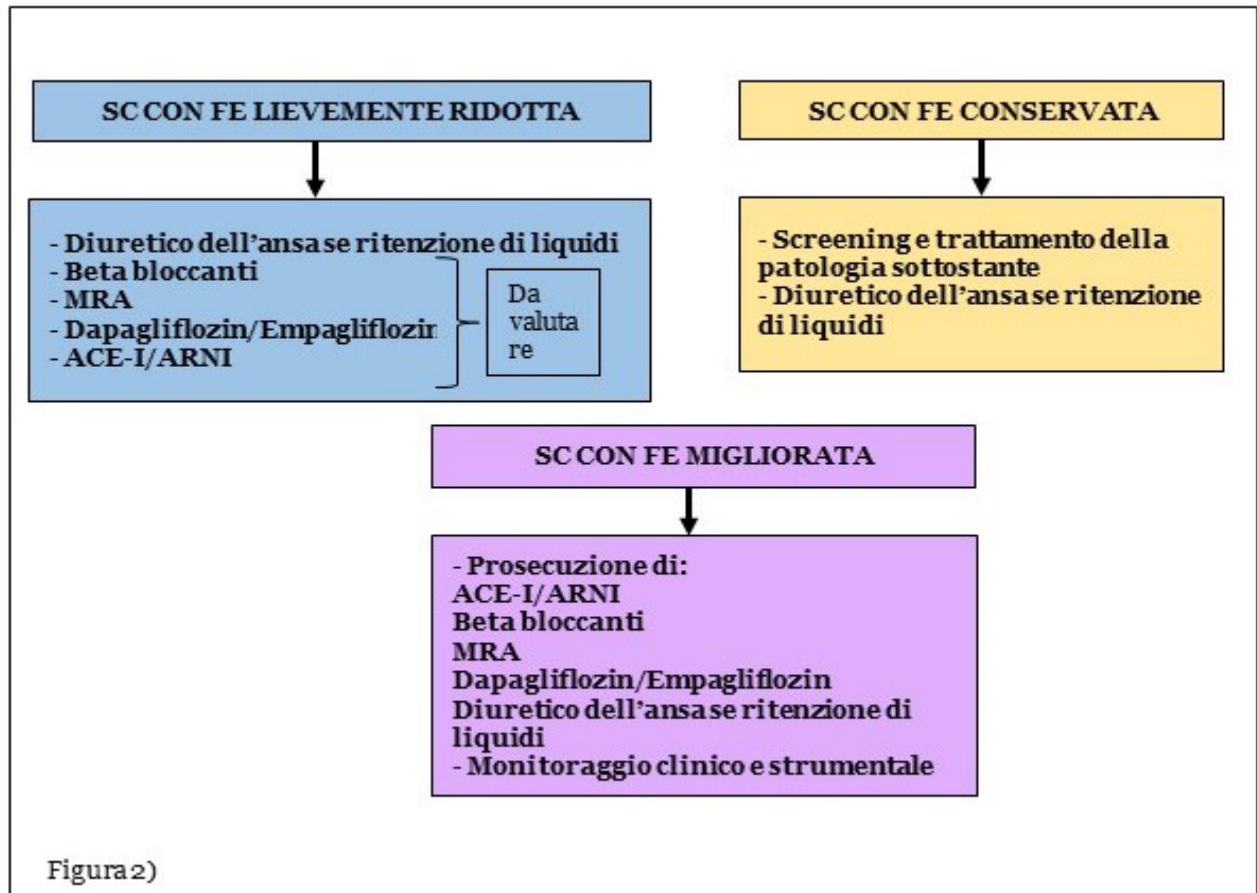 SC CON FE LIEVEMENTE RIDOTTA
- Diuretico dell'ansa se ritenzione di liquidi
- Beta bloccanti
- MRA
- Dapagliflozin/Empagliflozin
- ACE-I/ARNI
Da
valuta
re
SC CON FE CONSERVATA
- Screening e trattamento della
patologia sottostante
- Diuretico dell'ansa se ritenzione
di liquidi
SC CON FE MIGLIORATA
- Prosecuzione di:
ACE-I/ARNI
Beta bloccanti
MRA
Dapagliflozin/Empagliflozin
Diuretico dell'ansa se ritenzione di
liquidi
- Monitoraggio clinico e strumentale
Figura 2)